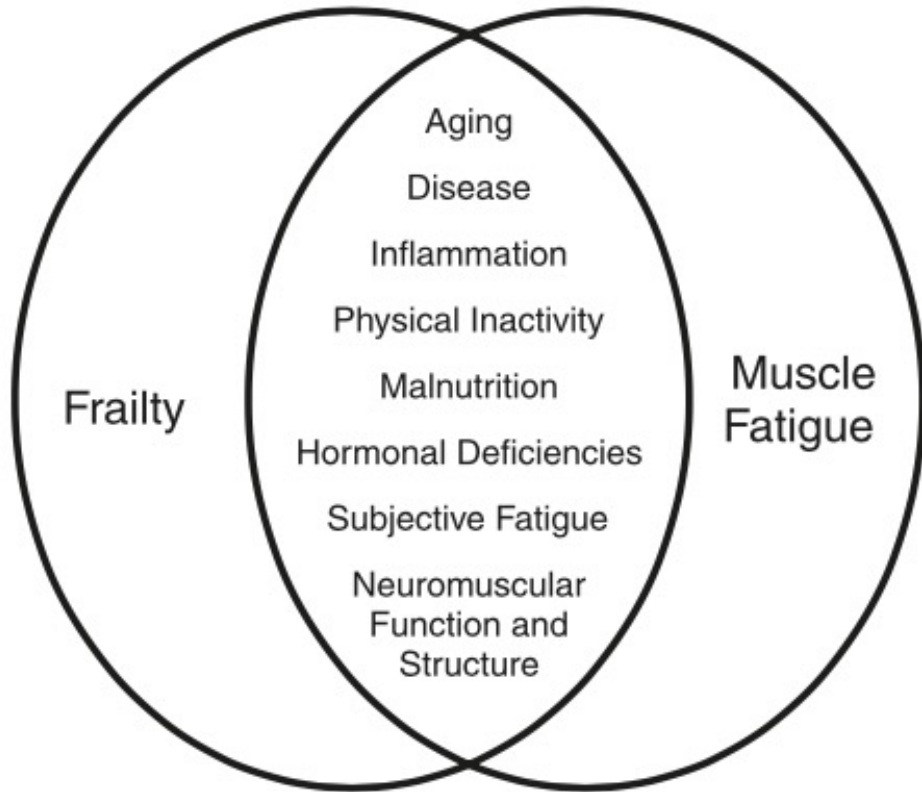 Aging
Disease
Inflammation
Physical Inactivity
Malnutrition
Hormonal Deficiencies
Subjective Fatigue
Neuromuscular
Function and
Structure
Frailty
Muscle
Fatigue